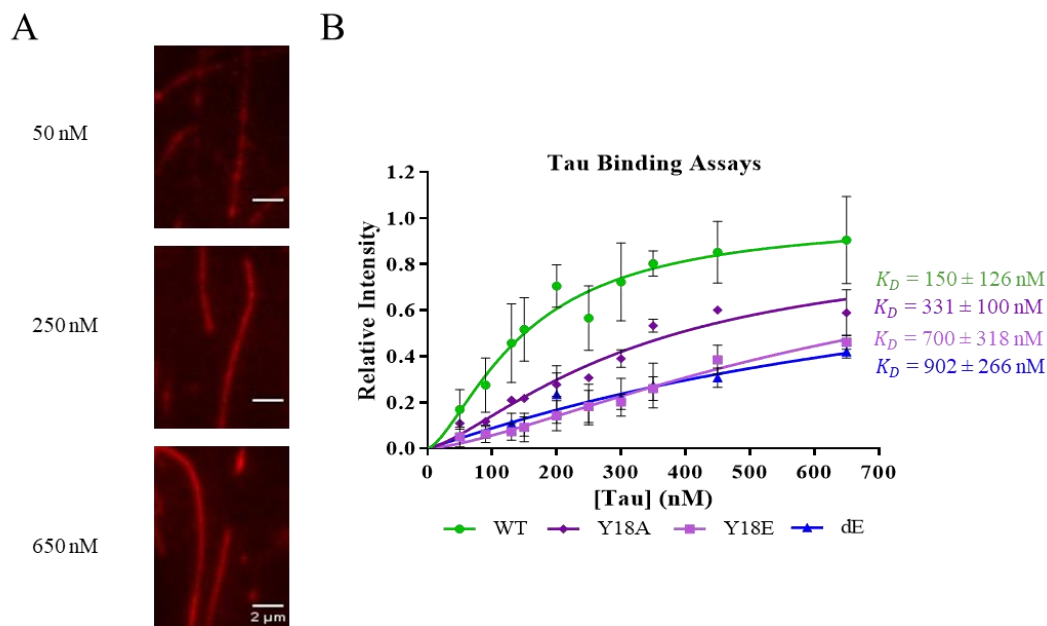 A
50 nM
250 nM
650 nM
2 µm
B
Tau Binding Assays
Relative Intensity
1.2
1.0
0.8
0.6
0.4
0.2
0.0
0 100 200 300 400 500 600 700
[Tau] (nM)
K_D = 150 ± 126 nM
K_D = 331 ± 100 nM
K_D = 700 ± 318 nM
K_D = 902 ± 266 nM
WT Y18A Y18E dE